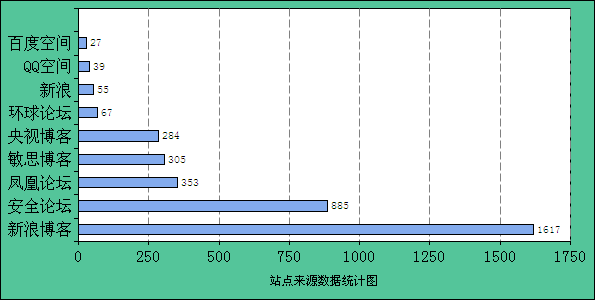 百度空间 27
QQ空间 39
新浪 55
环球论坛 67
央视博客 284
敏思博客 305
凤凰论坛 353
安全论坛 885
新浪博客 1617
0 250 500 750 1000 1250 1500 1750
站点来源数据统计图